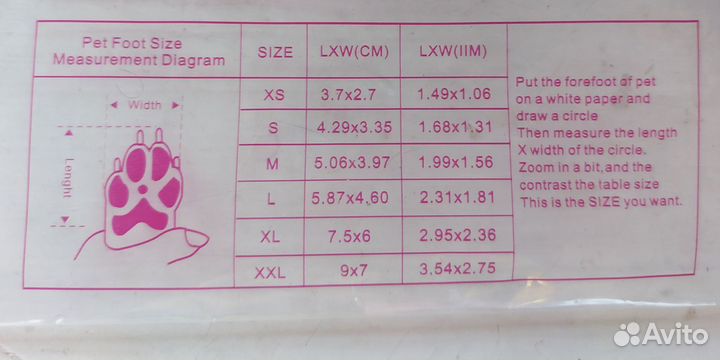 Pet Foot Size
Measurement Diagram
SIZE LXW(CM) LXW(IIM)
XS 3.7x2.7 1.49x1.06
S 4.29x3.35 1.68x1.31
M 5.06x3.97 1.99x1.56
L 5.87x4.60 2.31x1.81
XL 7.5x6 2.95x2.36
XXL 9x7 3.54x2.75
Width
Lenght
Put the forefoot of pet
on a white paper and
draw a circle
Then measure the length
X width of the circle.
Zoom in a bit,and the
contrast the table size
This is the SIZE you want.
Avito